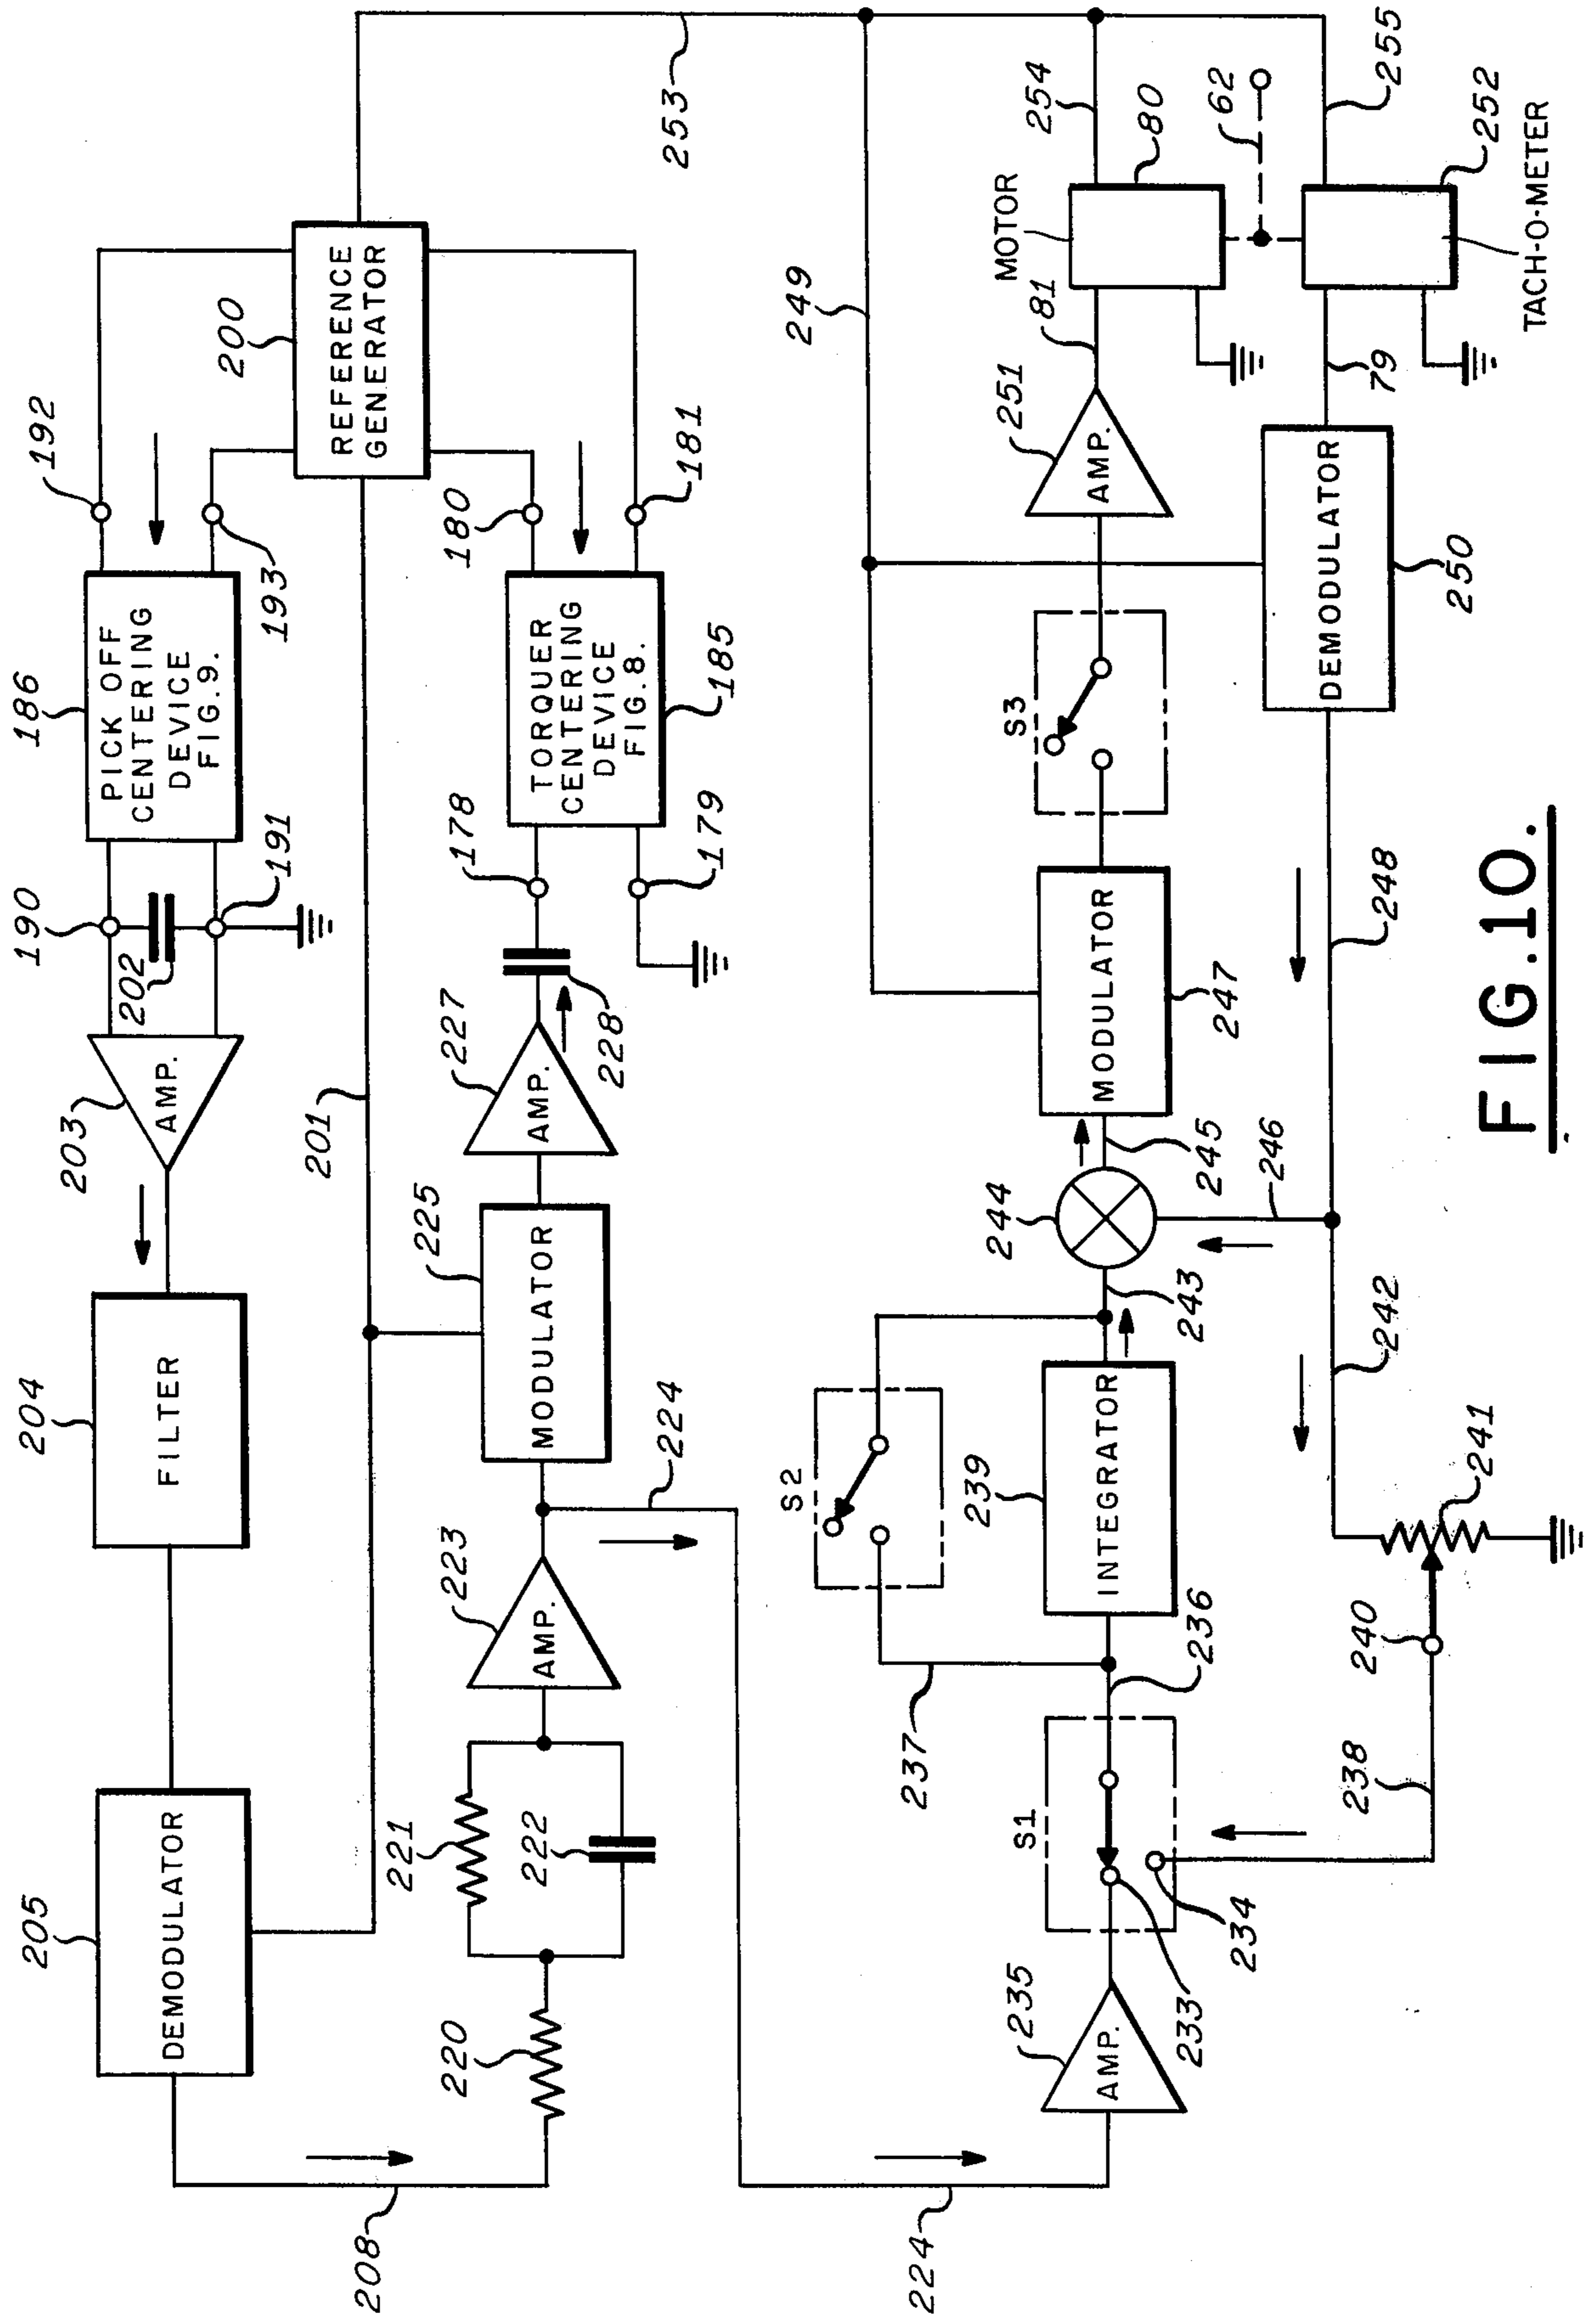 186
PICK OFF
CENTERING
DEVICE
FIG.9.
192
193
190
191
202
203
AMP.
204
FILTER
205
DEMODULATOR
208
200
REFERENCE
GENERATOR
201
253
180
181
TORQUER
CENTERING
DEVICE
FIG.8.
185
178
179
228
227
AMP.
225
MODULATOR
224
223
AMP.
221
222
220
224
249
254
MOTOR
80
81
62
255
252
TACH-O-METER
79
251
AMP.
S3
DEMODULATOR
250
MODULATOR
247
248
244
245
246
243
242
S2
239
INTEGRATOR
236
237
241
240
238
S1
234
233
235
AMP.
FIG.10.